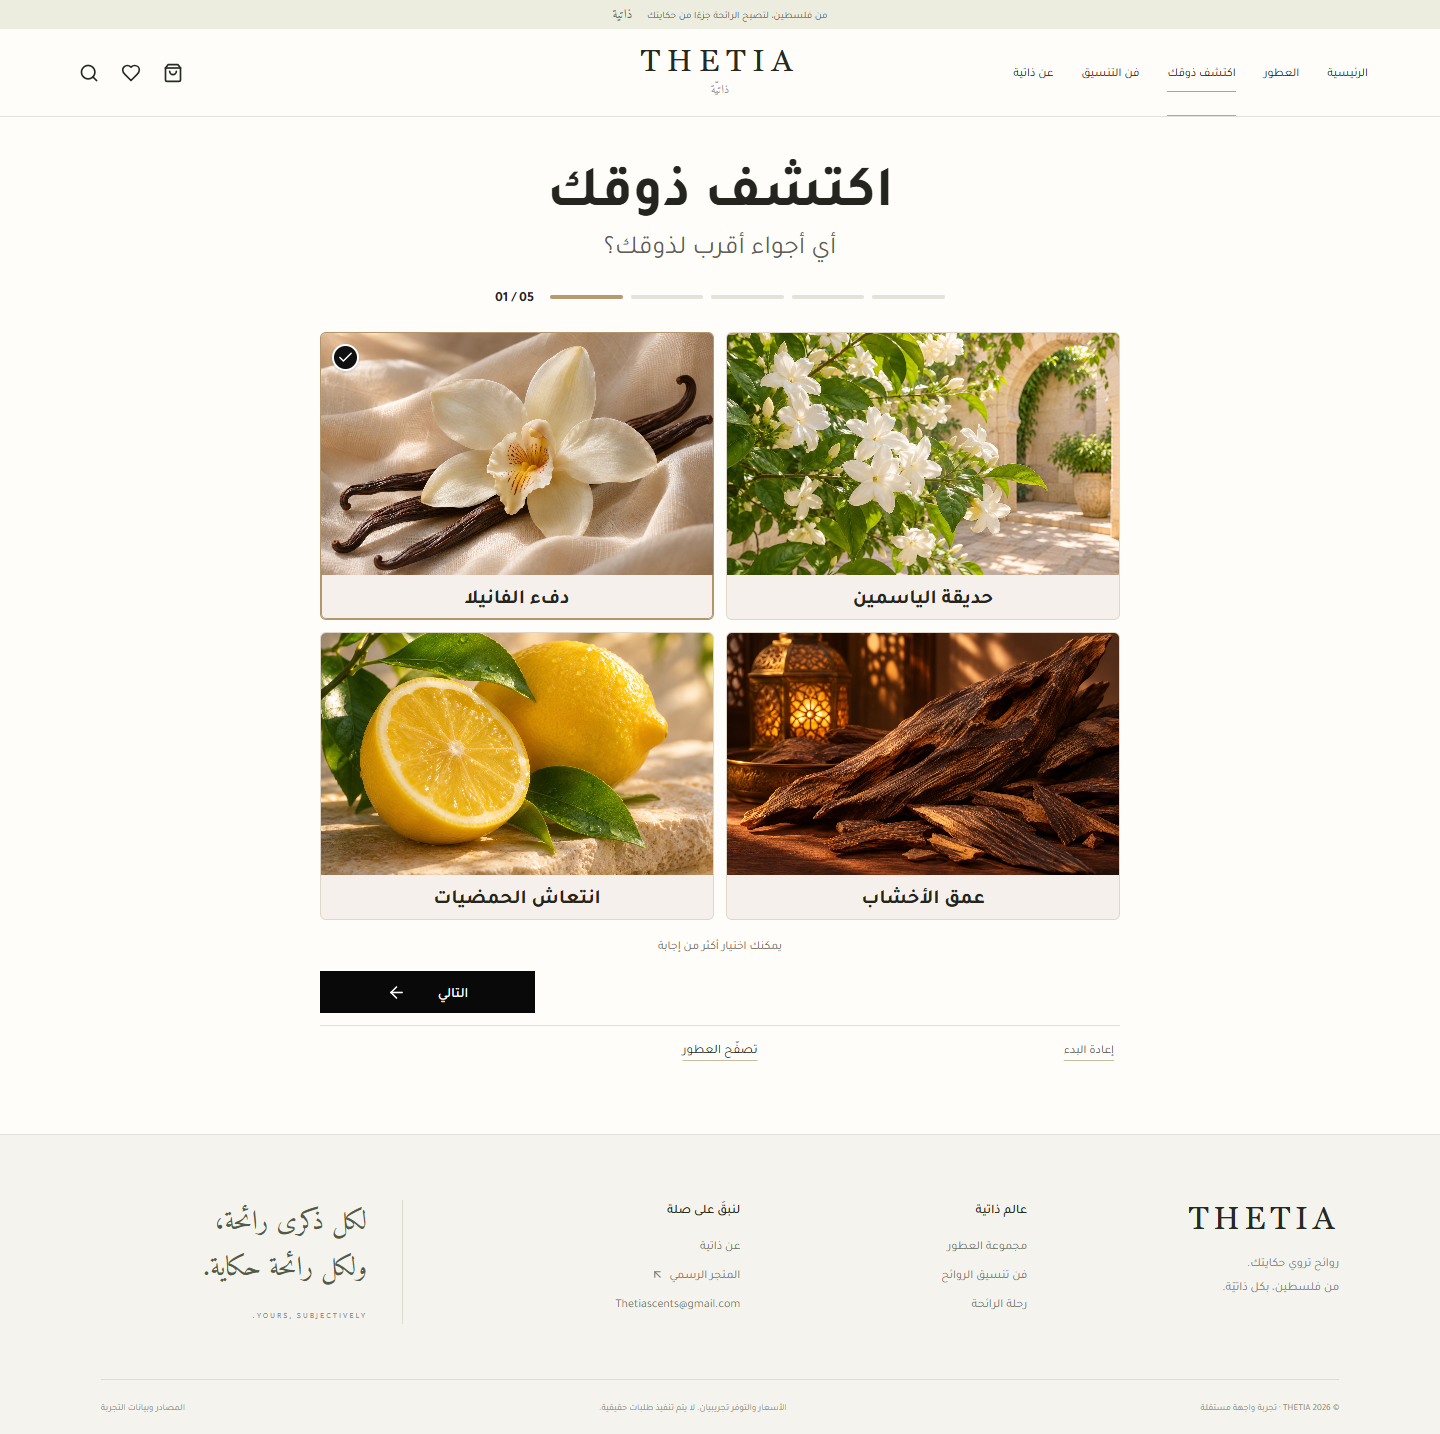 من فلسطين، لتصبح الرائحة جزءًا من حكايتك ذاتيّة
THETIA
ذاتيّة
الرئيسية العطور اكتشف ذوقك فن التنسيق عن ذاتية
اكتشف ذوقك
أي أجواء أقرب لذوقك؟
01 / 05
حديقة الياسمين
دفء الفانيلا
عمق الأخشاب
انتعاش الحمضيات
يمكنك اختيار أكثر من إجابة
التالي
إعادة البدء
تصفّح العطور
THETIA
روائح تروي حكايتك.
من فلسطين، بكل ذاتيّة.
عالم ذاتية
مجموعة العطور
فن تنسيق الروائح
رحلة الرائحة
لنبقَ على صلة
عن ذاتية
المتجر الرسمي
Thetiascents@gmail.com
لكل ذكرى رائحة،
ولكل رائحة حكاية.
.YOURS, SUBJECTIVELY
© 2026 THETIA · تجربة واجهة مستقلة
الأسعار والتوفر تجريبيان. لا يتم تنفيذ طلبات حقيقية.
المصادر وبيانات التجربة